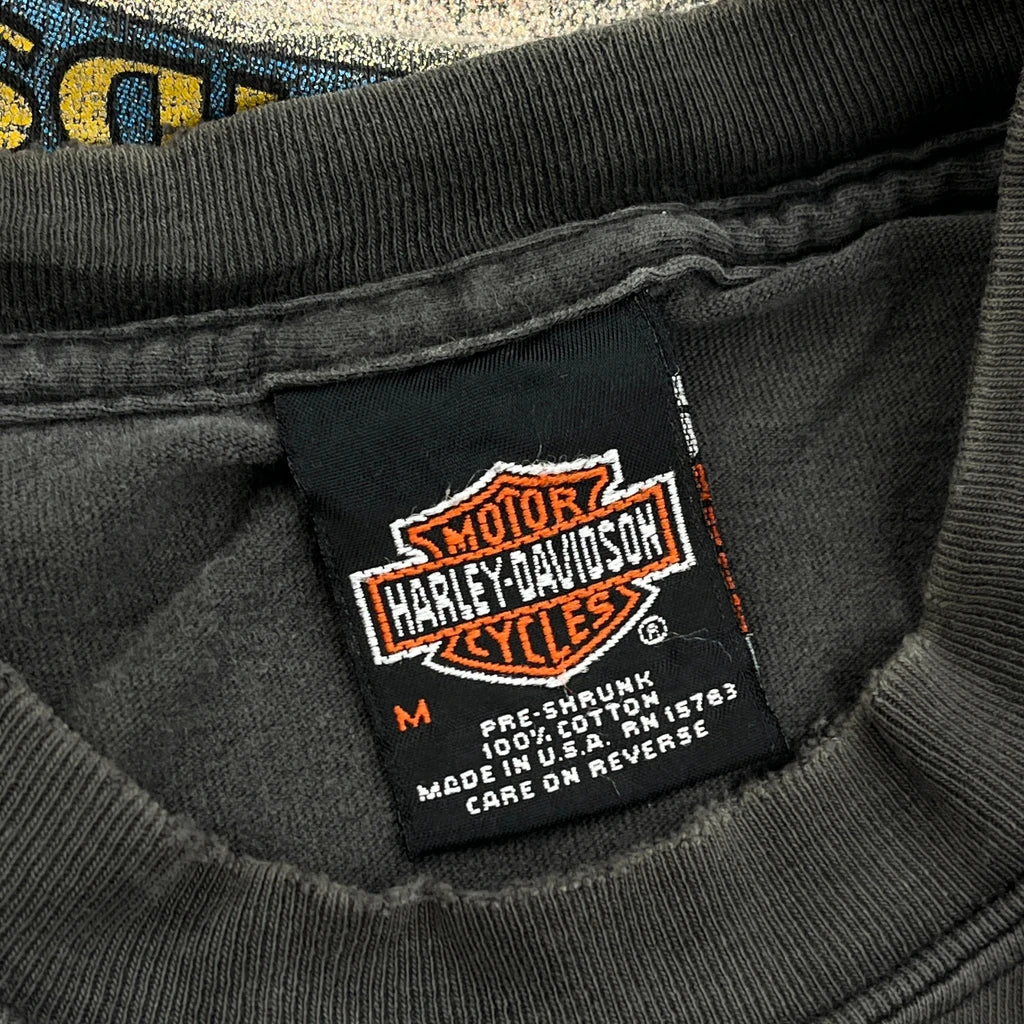 MOTOR
HARLEY-DAVIDSON
CYCLES
®
M
PRE-SHRUNK
100% COTTON
MADE IN U.S.A. RN 15763
CARE ON REVERSE